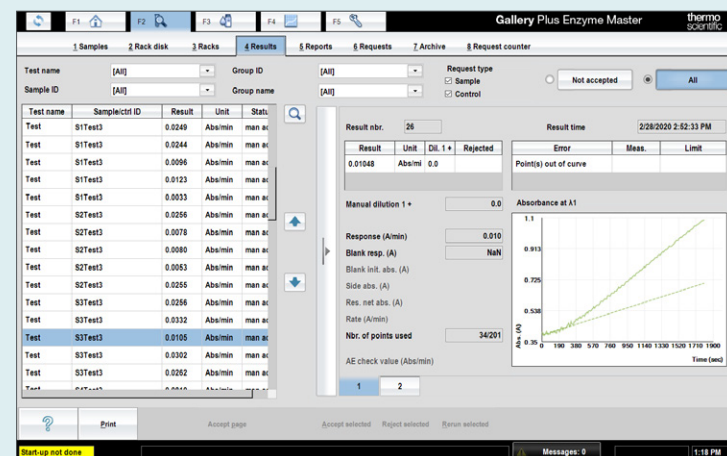 F1 F2 F3 F4 F5 Gallery Plus Enzyme Master thermo
scientific
1 Samples 2 Rack disk 3 Racks 4 Results 5 Reports 6 Requests 7 Archive 8 Request counter
Test name [All] Group ID [All] Request type
Sample Not accepted All
Sample ID [All] Group name [All] Control
Test name Sample/ctrl ID Result Unit Statu
Test S1Test3 0.0249 Abs/min man ac
Test S1Test3 0.0244 Abs/min man ac
Test S1Test3 0.0096 Abs/min man ac
Test S1Test3 0.0123 Abs/min man ac
Test S1Test3 0.0033 Abs/min man ac
Test S2Test3 0.0256 Abs/min man ac
Test S2Test3 0.0078 Abs/min man ac
Test S2Test3 0.0080 Abs/min man ac
Test S2Test3 0.0053 Abs/min man ac
Test S2Test3 0.0255 Abs/min man ac
Test S3Test3 0.0256 Abs/min man ac
Test S3Test3 0.0332 Abs/min man ac
Test S3Test3 0.0105 Abs/min man ac
Test S3Test3 0.0302 Abs/min man ac
Test S3Test3 0.0262 Abs/min man ac
Result nbr. 26 Result time 2/28/2020 2:52:33 PM
Result Unit Dil. 1 + Rejected Error Meas. Limit
0.01048 Abs/mi 0.0 Point(s) out of curve
Manual dilution 1 + 0.0 Absorbance at λ1
Response (A/min) 0.010
Blank resp. (A) NaN
Blank init. abs. (A)
Side abs. (A)
Res. net abs. (A)
Rate (A/min)
Nbr. of points used 34/201
AE check value (Abs/min)
1 2
1.1
0.913
0.725
0.538
0.35
Abs. (A)
0 190 380 570 760 950 1140 1330 1520 1710 1900
Time (sec)
? Print Accept page Accept selected Reject selected Rerun selected
Start-up not done Messages: 0 1:18 PM